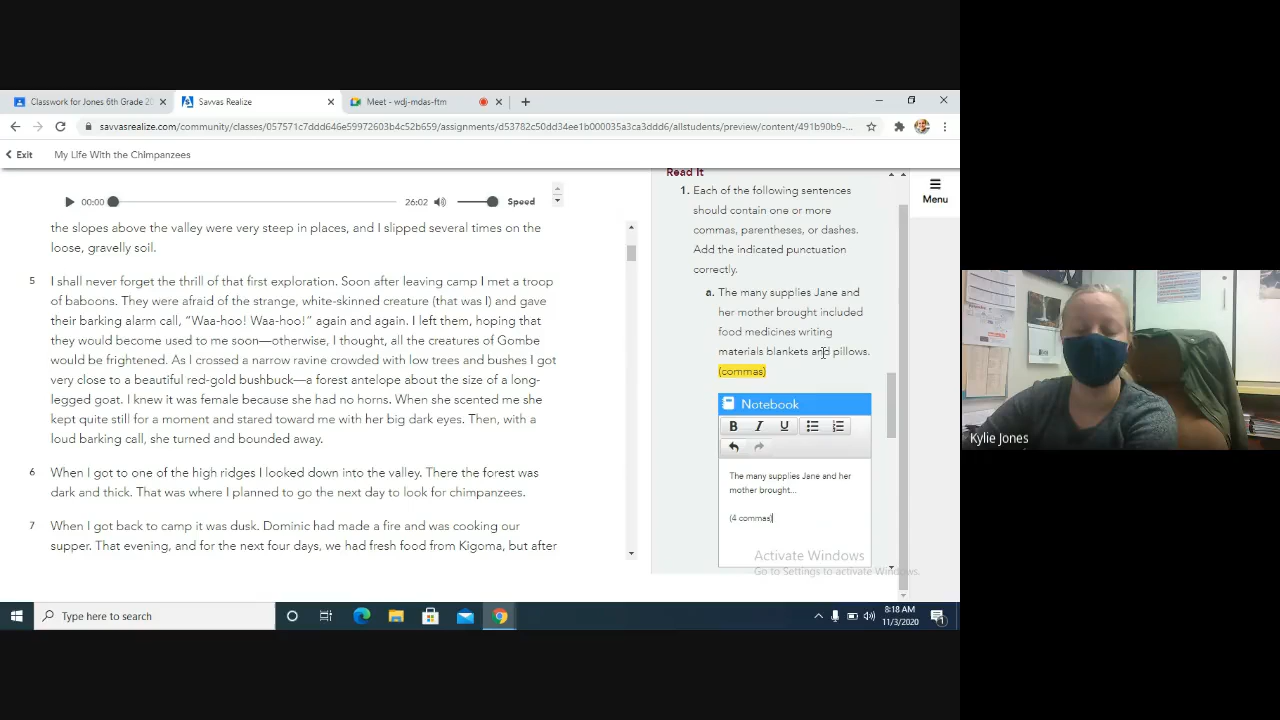 Classwork for Jones 6th Grade 20
Savvas Realize
Meet - wdj-mdas-ftm
savvasrealize.com/community/classes/057571c7ddd646e59972603b4c52b659/assignments/d53782c50dd34ee1b000035a3ca3ddd6/allstudents/preview/content/491b90b9-...
Exit
My Life With the Chimpanzees
00:00
26:02
Speed
the slopes above the valley were very steep in places, and I slipped several times on the
loose, gravelly soil.
5 I shall never forget the thrill of that first exploration. Soon after leaving camp I met a troop
of baboons. They were afraid of the strange, white-skinned creature (that was I) and gave
their barking alarm call, “Waa-hoo! Waa-hoo!” again and again. I left them, hoping that
they would become used to me soon—otherwise, I thought, all the creatures of Gombe
would be frightened. As I crossed a narrow ravine crowded with low trees and bushes I got
very close to a beautiful red-gold bushbuck—a forest antelope about the size of a long-
legged goat. I knew it was female because she had no horns. When she scented me she
kept quite still for a moment and stared toward me with her big dark eyes. Then, with a
loud barking call, she turned and bounded away.
6 When I got to one of the high ridges I looked down into the valley. There the forest was
dark and thick. That was where I planned to go the next day to look for chimpanzees.
7 When I got back to camp it was dusk. Dominic had made a fire and was cooking our
supper. That evening, and for the next four days, we had fresh food from Kigoma, but after
Read It
1. Each of the following sentences
should contain one or more
commas, parentheses, or dashes.
Add the indicated punctuation
correctly.
a. The many supplies Jane and
her mother brought included
food medicines writing
materials blankets and pillows.
(commas)
Notebook
B I U
The many supplies Jane and her
mother brought...
(4 commas)
Menu
Activate Windows
Go to Settings to activate Windows.
Kylie Jones
Type here to search
8:18 AM
11/3/2020
1